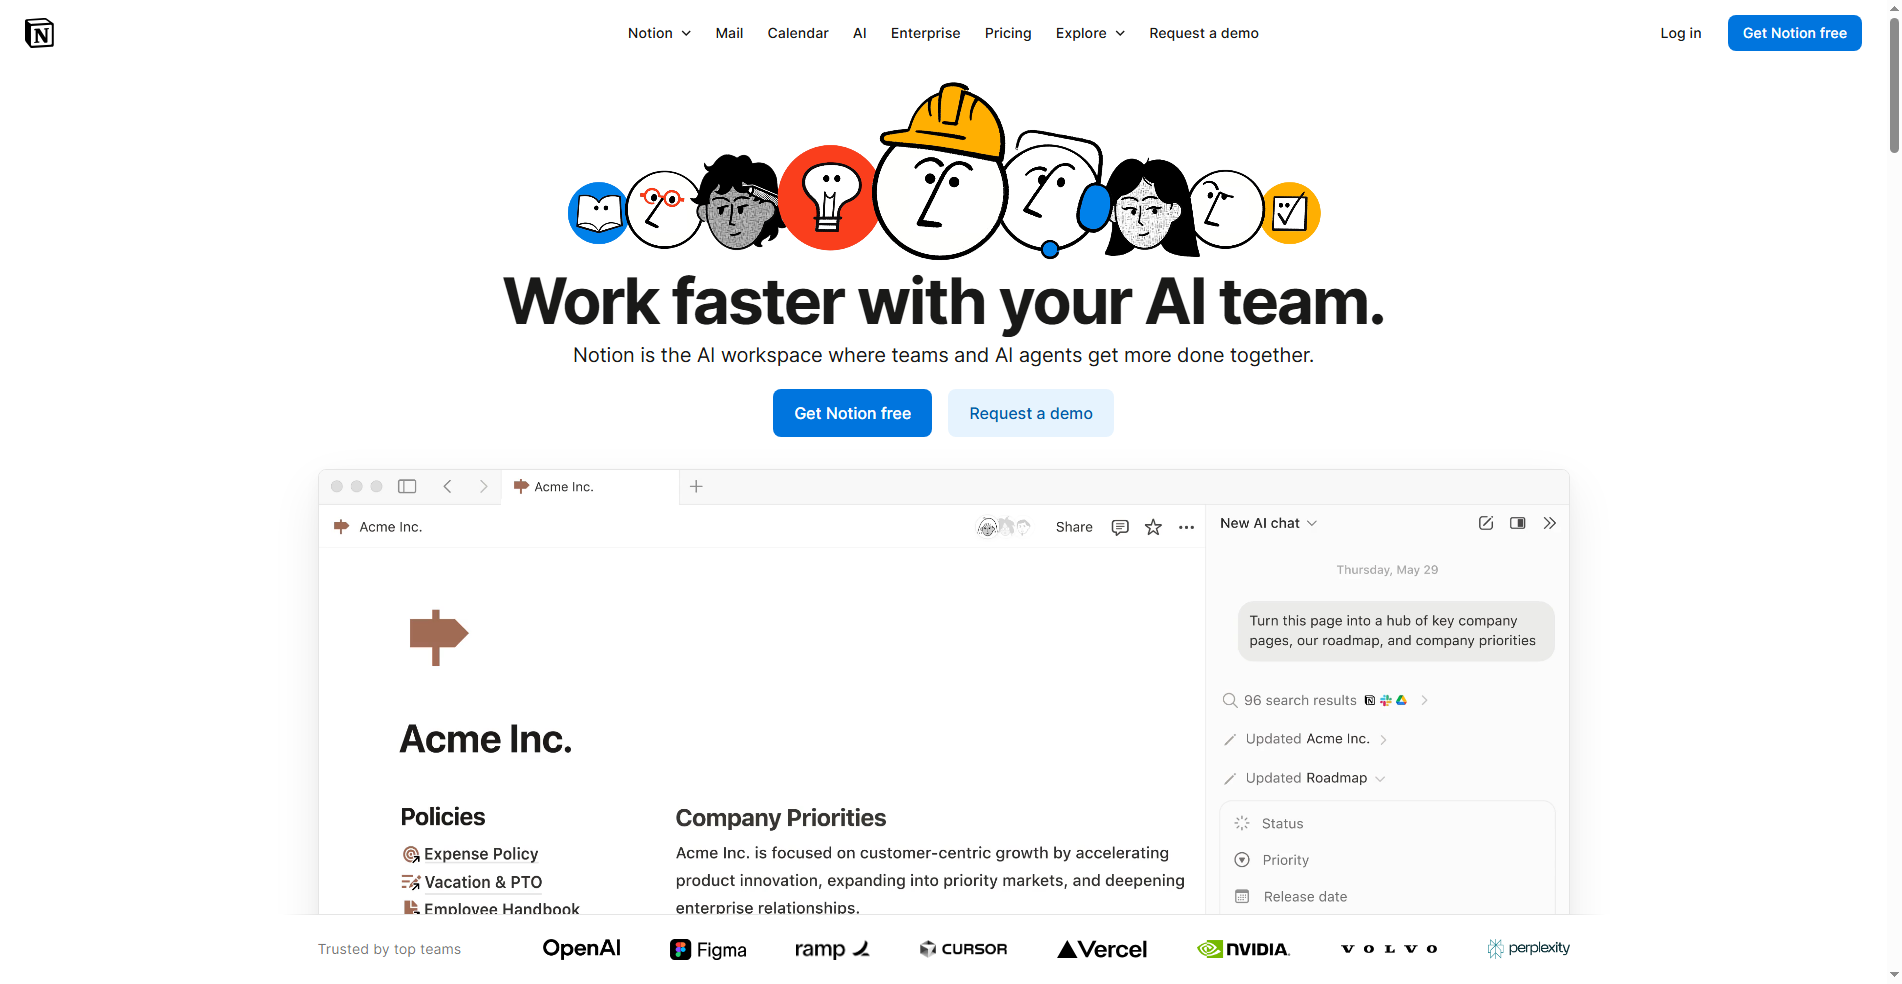 N
Notion
Mail
Calendar
AI
Enterprise
Pricing
Explore
Request a demo
Log in
Get Notion free
Work faster with your AI team.
Notion is the AI workspace where teams and AI agents get more done together.
Get Notion free
Request a demo
Acme Inc.
Acme Inc.
Share
Acme Inc.
Policies
Expense Policy
Vacation & PTO
Employee Handbook
Company Priorities
Acme Inc. is focused on customer-centric growth by accelerating
product innovation, expanding into priority markets, and deepening
enterprise relationships.
New AI chat
Thursday, May 29
Turn this page into a hub of key company
pages, our roadmap, and company priorities
96 search results
Updated Acme Inc.
Updated Roadmap
Status
Priority
Release date
Trusted by top teams
OpenAI
Figma
ramp
CURSOR
Vercel
NVIDIA.
VOLVO
perplexity